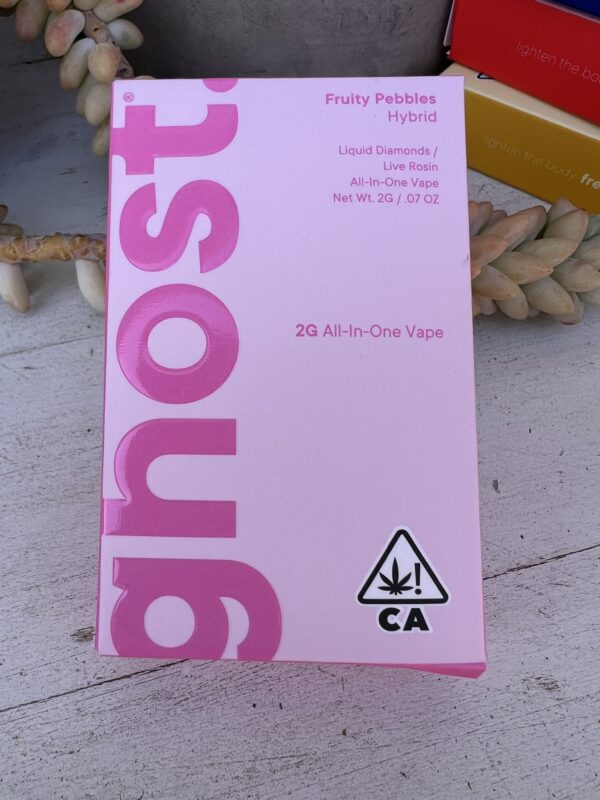 ghost.
®
Fruity Pebbles
Hybrid
Liquid Diamonds /
Live Rosin
All-In-One Vape
Net Wt. 2G / .07 OZ
2G All-In-One Vape
!
CA
lighten the bo
lighten the body fre